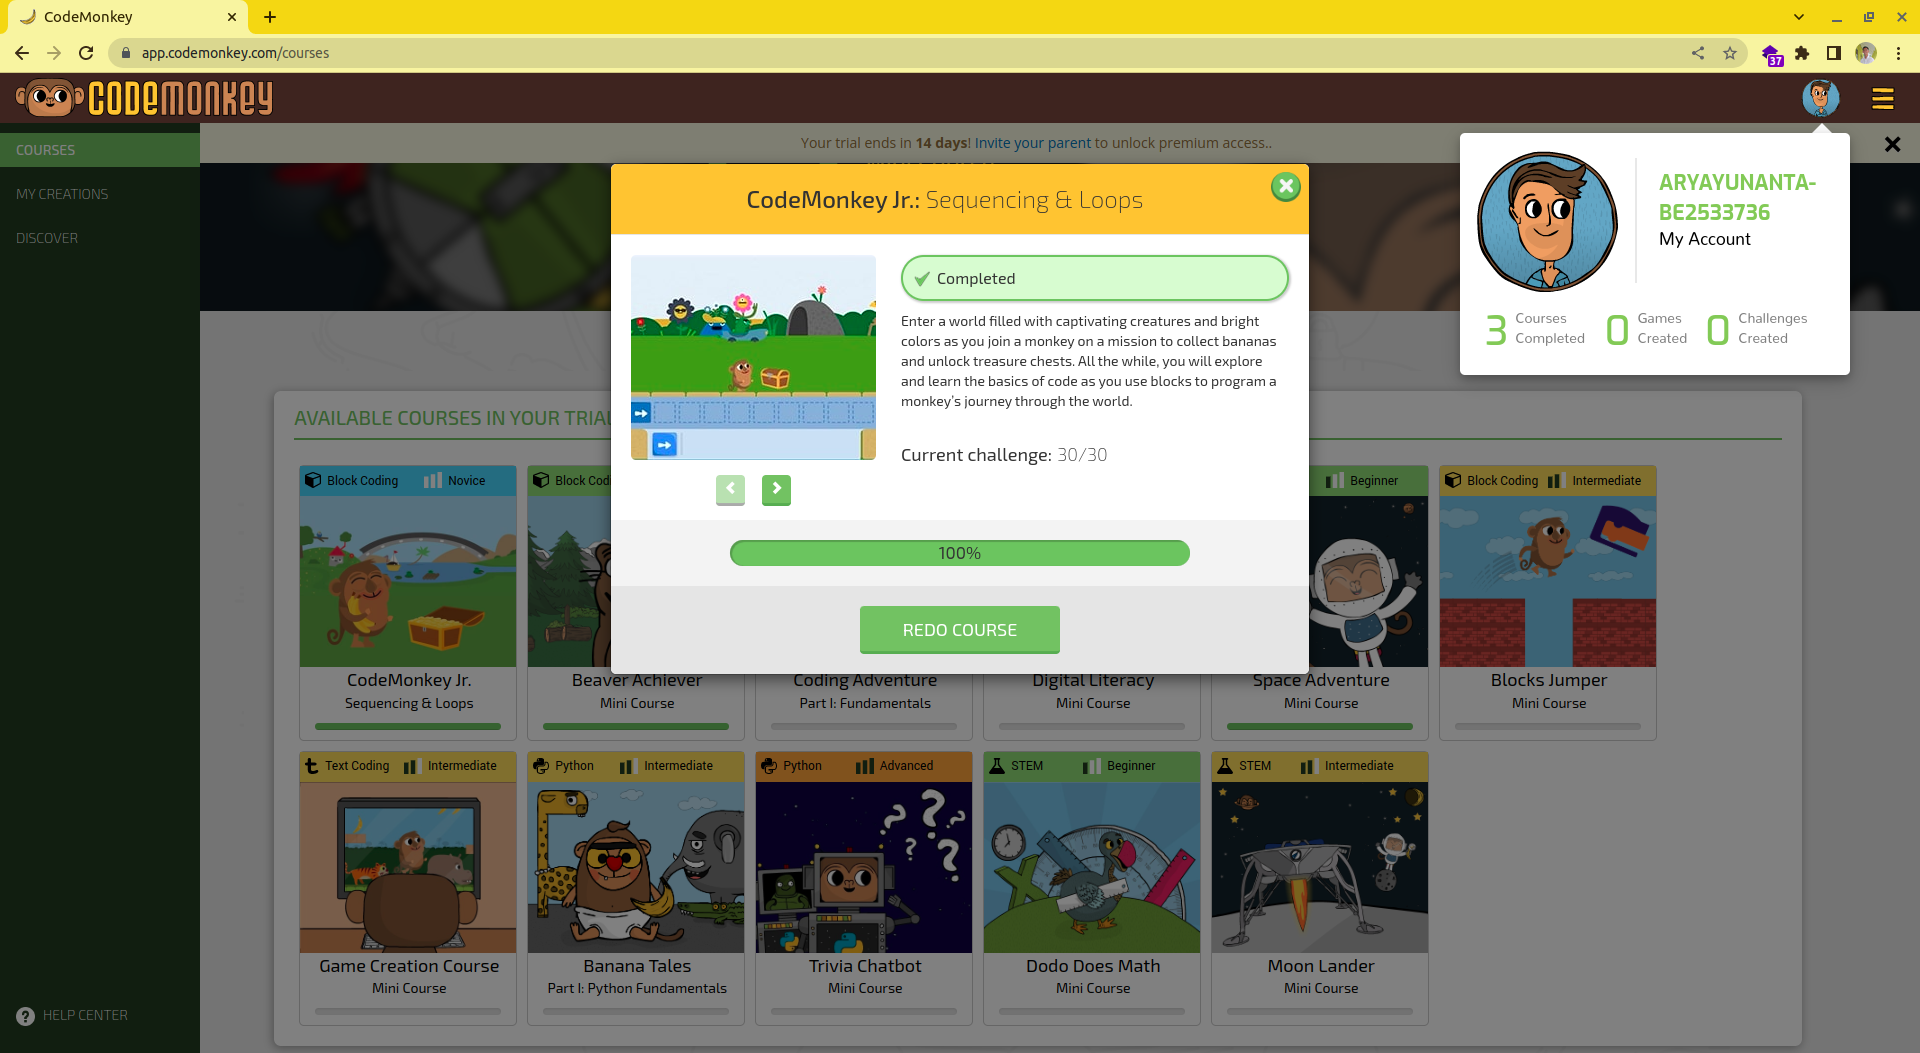 CodeMonkey
app.codemonkey.com/courses
37
CODEMONKEY
COURSES
MY CREATIONS
DISCOVER
HELP CENTER
Your trial ends in 14 days! Invite your parent to unlock premium access..
ARYAYUNANTA-
BE2533736
My Account
3 Courses Completed
0 Games Created
0 Challenges Created
CodeMonkey Jr.: Sequencing & Loops
Completed
Enter a world filled with captivating creatures and bright
colors as you join a monkey on a mission to collect bananas
and unlock treasure chests. All the while, you will explore
and learn the basics of code as you use blocks to program a
monkey's journey through the world.
Current challenge: 30/30
100%
REDO COURSE
AVAILABLE COURSES IN YOUR TRIAL
Block Coding Novice
CodeMonkey Jr.
Sequencing & Loops
Block Codi
Beaver Achiever
Mini Course
Coding Adventure
Part I: Fundamentals
Digital Literacy
Mini Course
Beginner
Space Adventure
Mini Course
Block Coding Intermediate
Blocks Jumper
Mini Course
Text Coding Intermediate
Game Creation Course
Mini Course
Python Intermediate
Banana Tales
Part I: Python Fundamentals
Python Advanced
Trivia Chatbot
Mini Course
STEM Beginner
Dodo Does Math
Mini Course
STEM Intermediate
Moon Lander
Mini Course